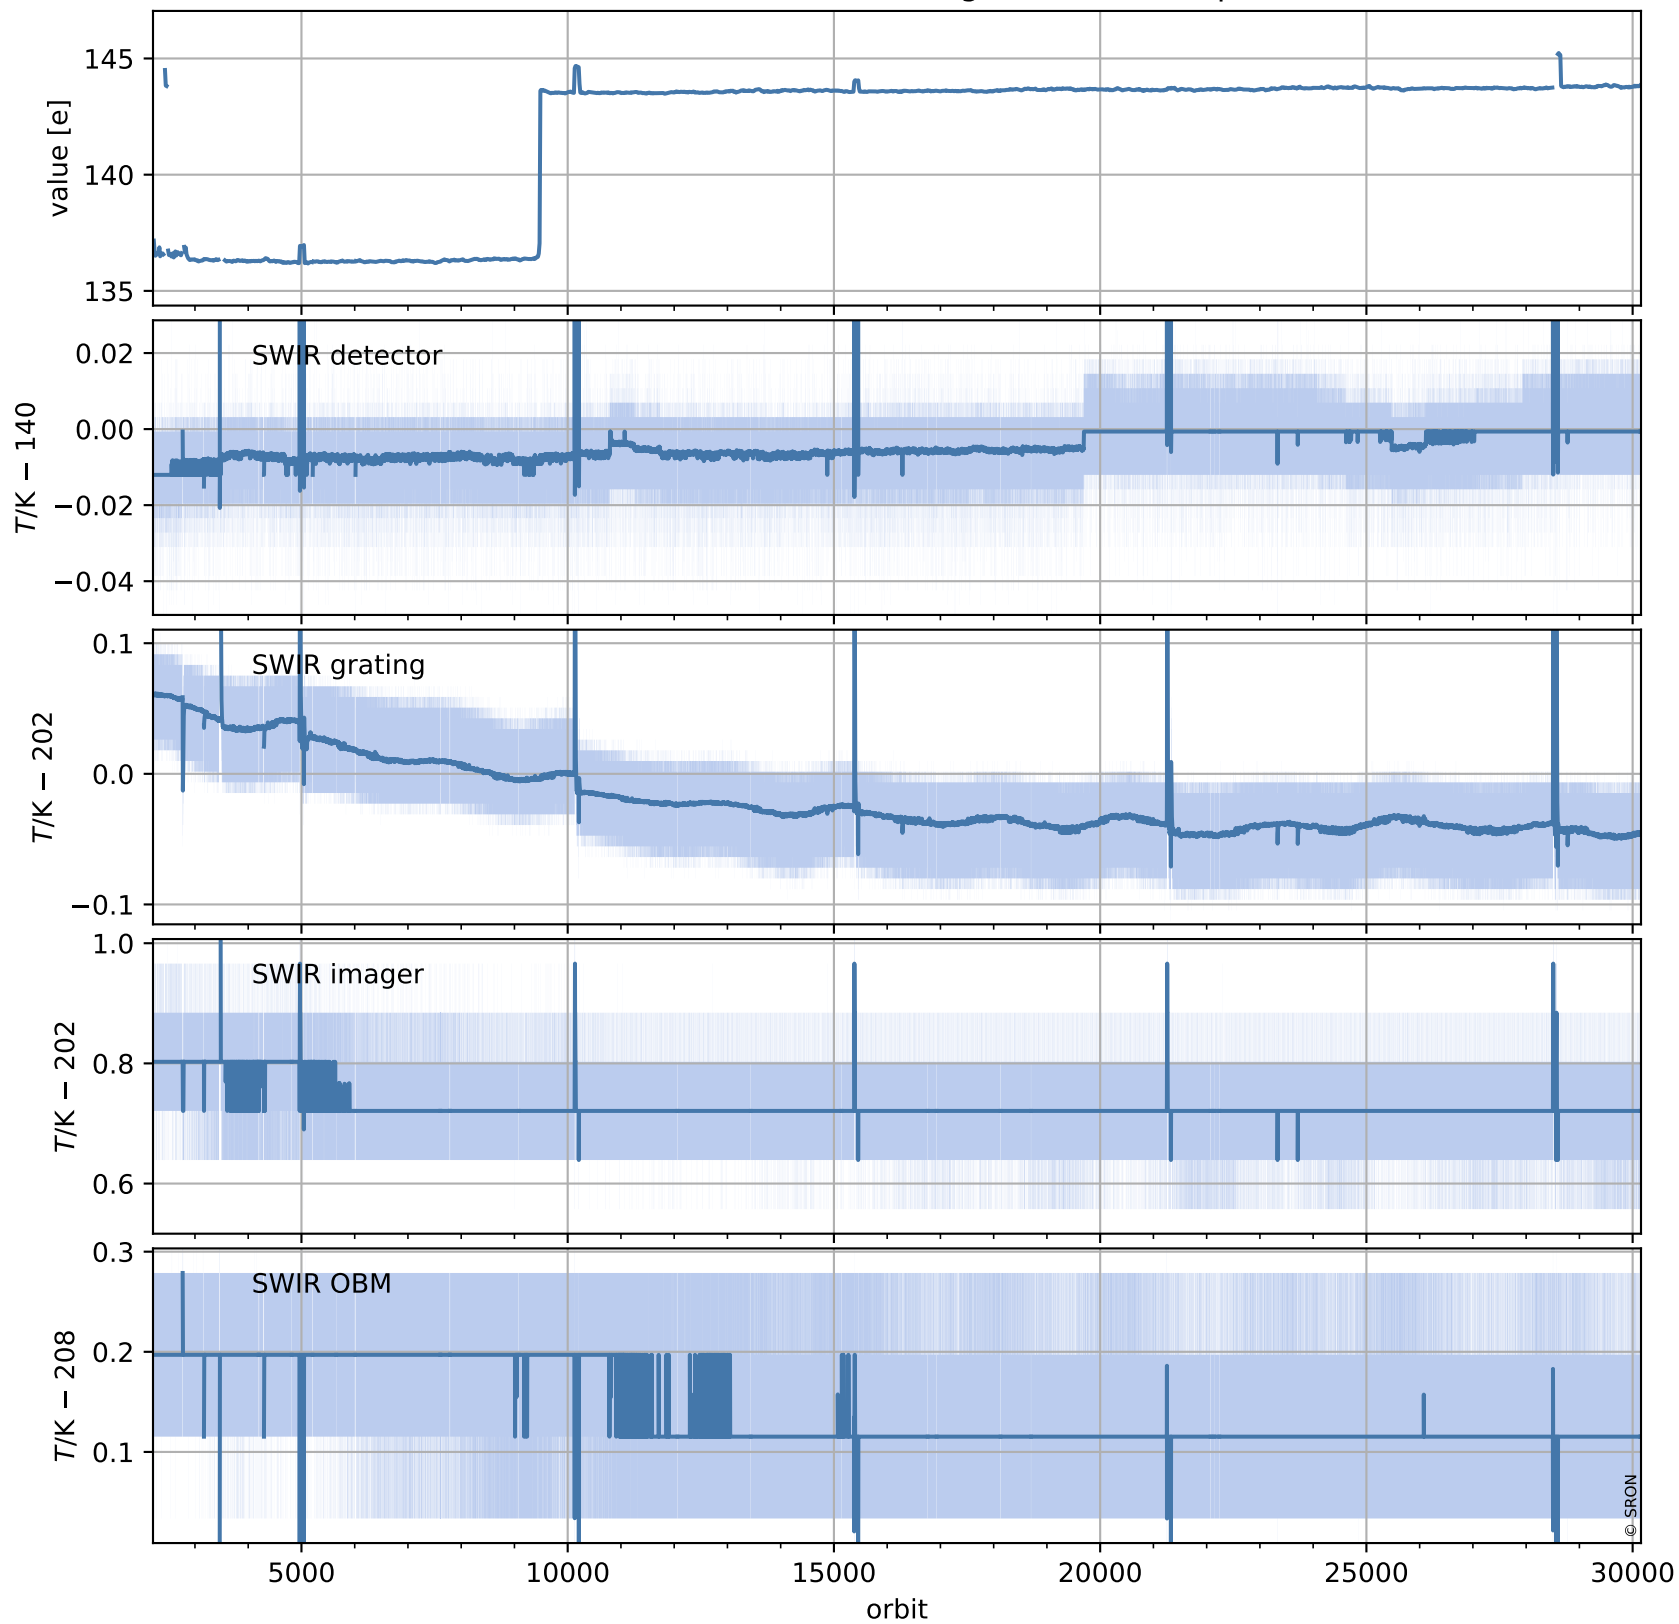 145
140
135
value [e]
SWIR detector
0.02
0.00
−0.02
−0.04
T/K − 140
SWIR grating
0.1
0.0
−0.1
T/K − 202
SWIR imager
1.0
0.8
0.6
T/K − 202
SWIR OBM
0.3
0.2
0.1
T/K − 208
© SRON
5000 10000 15000 20000 25000 30000
orbit